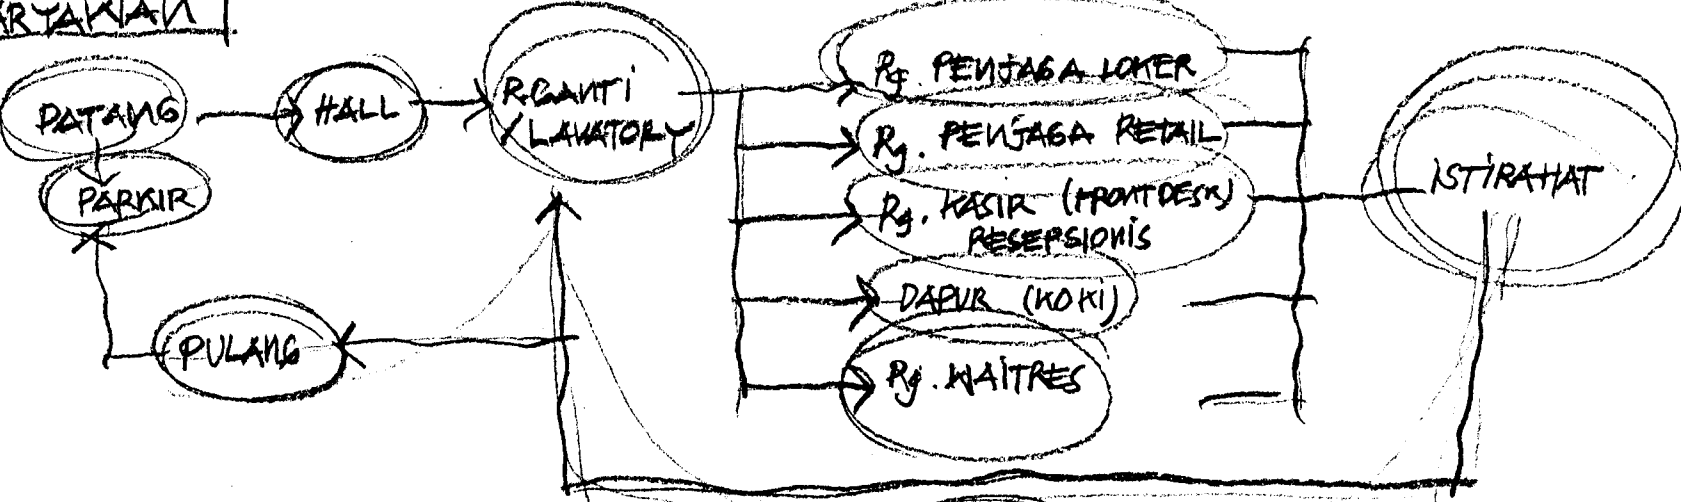 DATANG
HALL
R.GANTI
/LAVATORY
Rg. PENJAGA LOKER
Rg. PENJAGA RETAIL
Rg. KASIR (FRONTDESK)
RESEPSIONIS
DAPUR (KOKI)
Rg. WAITRES
ISTIRAHAT
PARKIR
PULANG